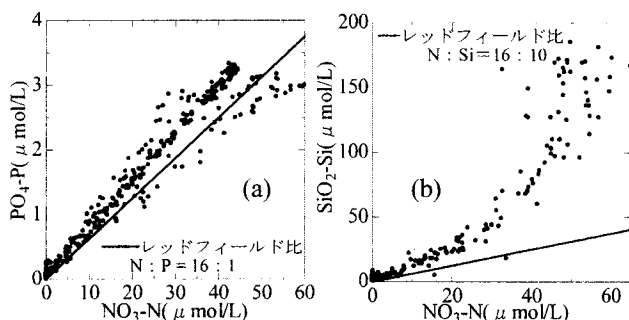 4
3
2
1
0
PO4-P( μ mol/L)
(a)
レッドフィールド比
N : P＝16 : 1
0 10 20 30 40 50 60
NO3-N( μ mol/L)
200
150
100
50
0
SiO2-Si( μ mol/L)
レッドフィールド比
N : Si＝16 : 10
(b)
0 20 40 60
NO3-N( μ mol/L)